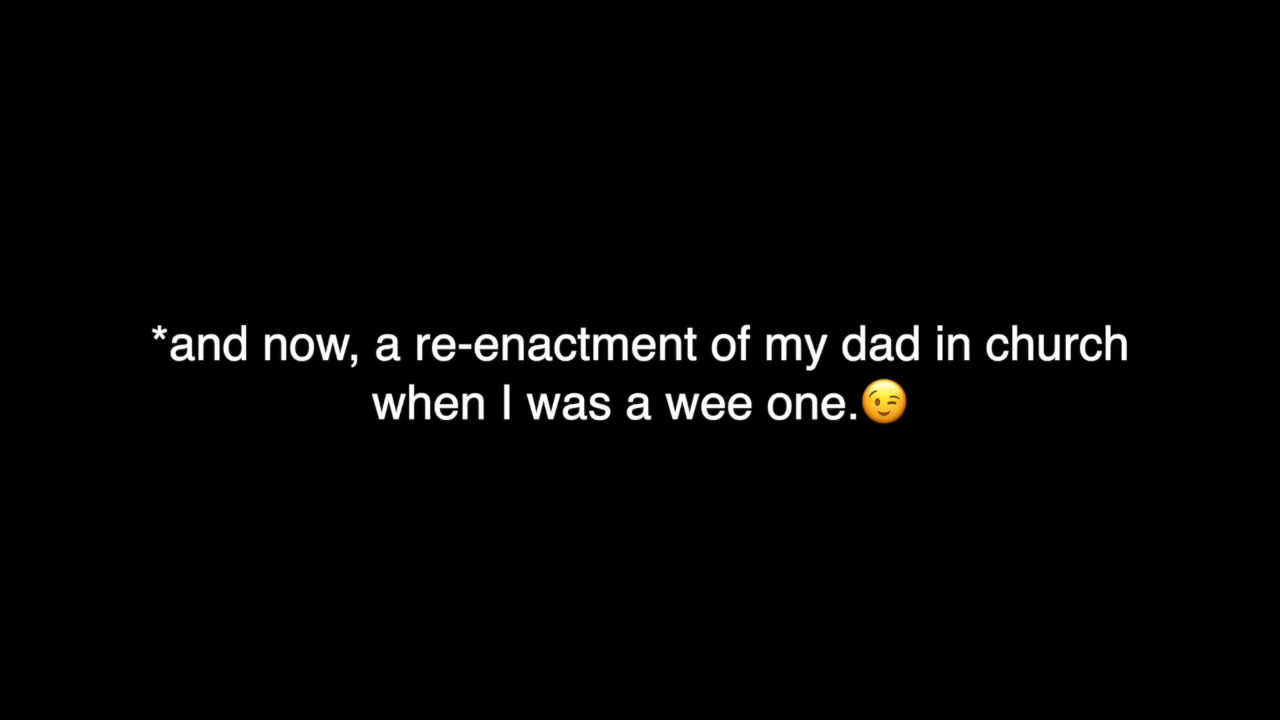 *and now, a re-enactment of my dad in church
when I was a wee one.😉